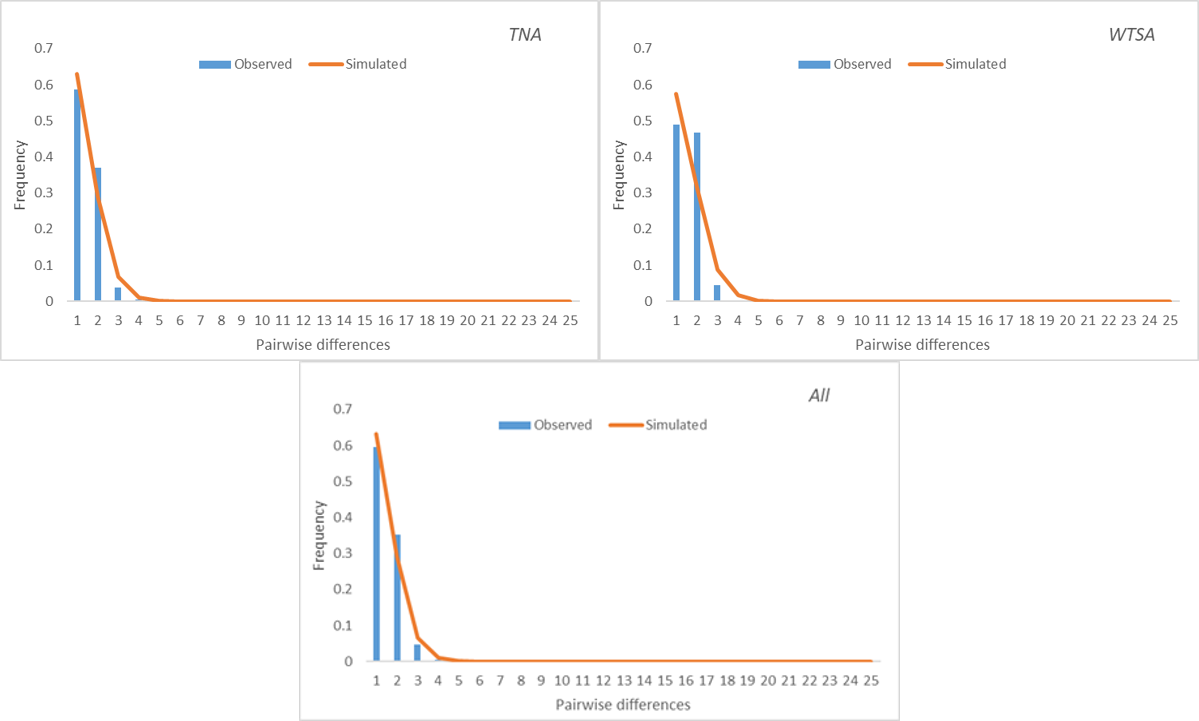 TNA
0.7
Observed Simulated
0.6
0.5
0.4
0.3
0.2
0.1
0
Frequency
1 2 3 4 5 6 7 8 9 10 11 12 13 14 15 16 17 18 19 20 21 22 23 24 25
Pairwise differences
WTSA
0.7
Observed Simulated
0.6
0.5
0.4
0.3
0.2
0.1
0
Frequency
1 2 3 4 5 6 7 8 9 10 11 12 13 14 15 16 17 18 19 20 21 22 23 24 25
Pairwise differences
All
0.7
Observed Simulated
0.6
0.5
0.4
0.3
0.2
0.1
0
Frequency
1 2 3 4 5 6 7 8 9 10 11 12 13 14 15 16 17 18 19 20 21 22 23 24 25
Pairwise differences